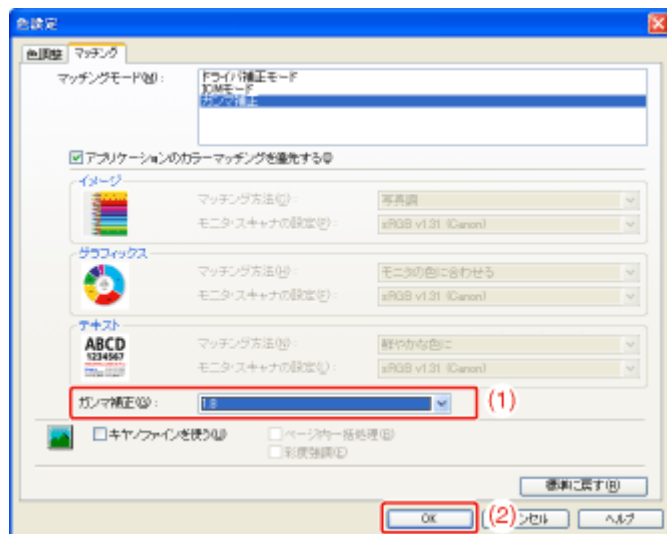 色設定
色調整 マッチング
マッチングモード(M):
ドライバ補正モード
ICMモード
ガンマ補正
アプリケーションのカラーマッチングを優先する
イメージ
マッチング方法(C): 写真調
モニタ・スキャナの設定(P): sRGB v1.31 (Canon)
グラフィックス
マッチング方法(H): モニタの色に合わせる
モニタ・スキャナの設定 sRGB v1.31 (Canon)
テキスト
ABCD
1234567
マッチング方法 鮮やかな色に
モニタ・スキャナの設定 sRGB v1.31 (Canon)
ガンマ補正(G): 1.8 (1)
キヤノファインを使う(U) ページ内一括処理(B)
彩度強調(E)
標準に戻す(R)
OK (2) ンセル ヘルプ